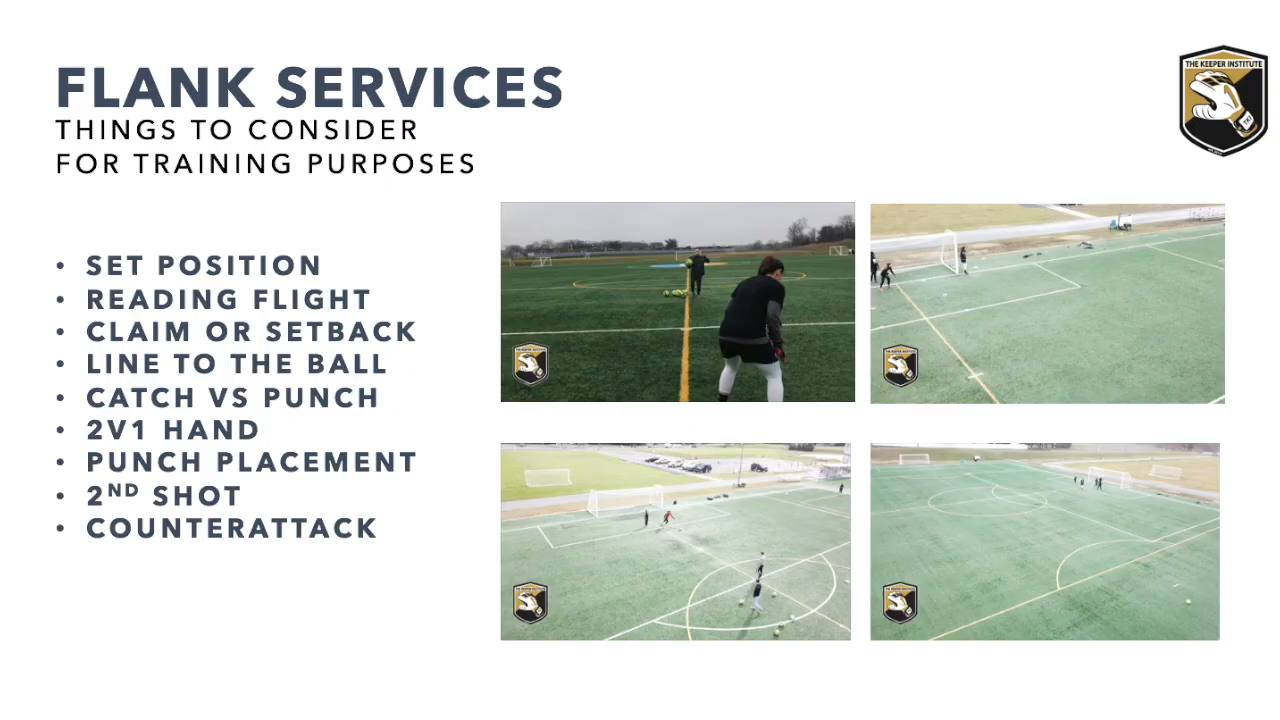 FLANK SERVICES
THINGS TO CONSIDER
FOR TRAINING PURPOSES
• SET POSITION
• READING FLIGHT
• CLAIM OR SETBACK
• LINE TO THE BALL
• CATCH VS PUNCH
• 2V1 HAND
• PUNCH PLACEMENT
• 2ND SHOT
• COUNTERATTACK
THE KEEPER INSTITUTE
TKI